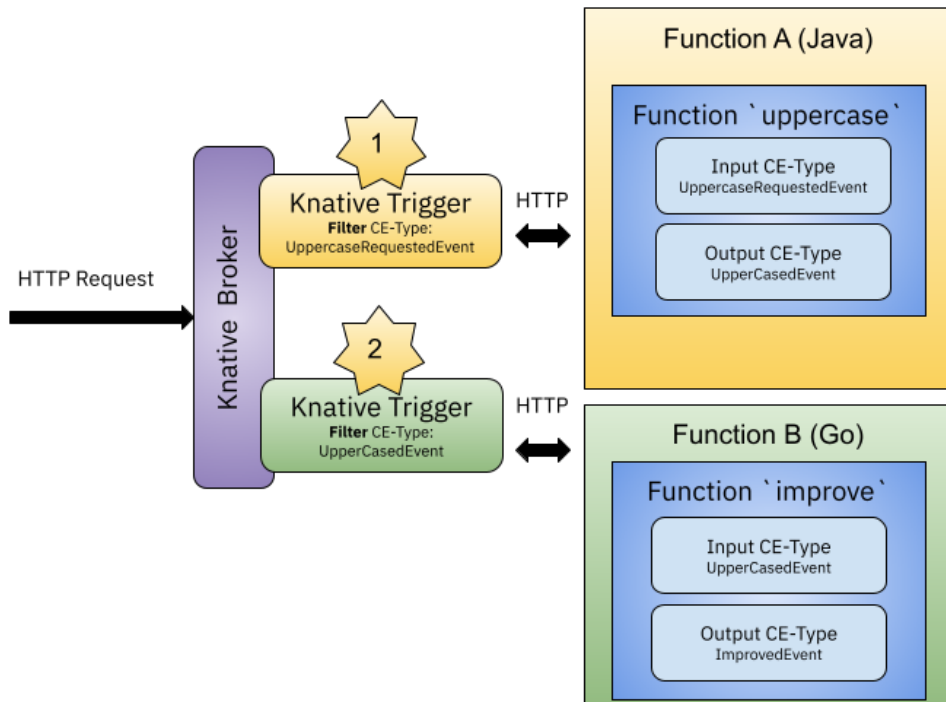 HTTP Request
Knative Broker
1
Knative Trigger
Filter CE-Type:
UppercaseRequestedEvent
HTTP
Function A (Java)
Function `uppercase`
Input CE-Type
UppercaseRequestedEvent
Output CE-Type
UpperCasedEvent
2
Knative Trigger
Filter CE-Type:
UpperCasedEvent
HTTP
Function B (Go)
Function `improve`
Input CE-Type
UpperCasedEvent
Output CE-Type
ImprovedEvent